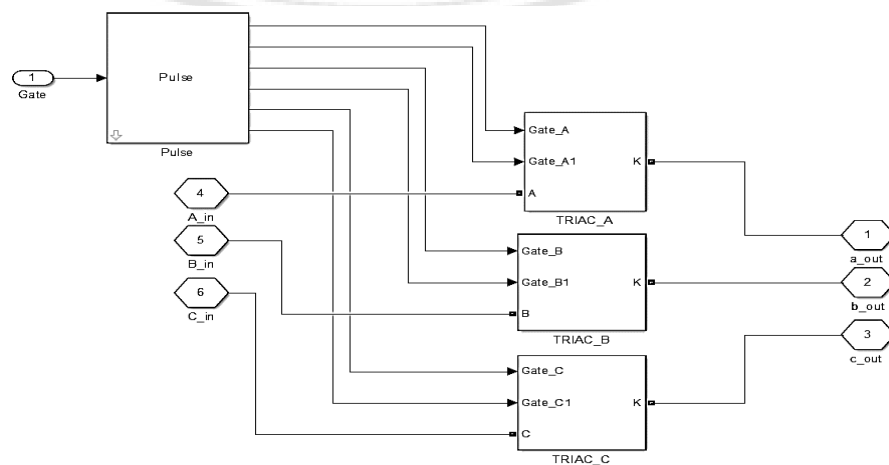 1
Gate
Pulse
Pulse
4
A_in
5
B_in
6
C_in
Gate_A
Gate_A1
A
K
TRIAC_A
Gate_B
Gate_B1
B
K
TRIAC_B
Gate_C
Gate_C1
C
K
TRIAC_C
1
a_out
2
b_out
3
c_out